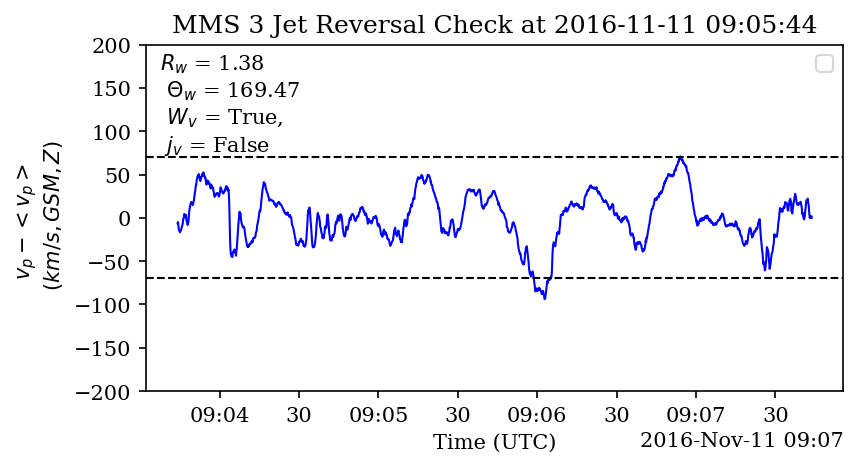 MMS 3 Jet Reversal Check at 2016-11-11 09:05:44
R_w = 1.38
Θ_w = 169.47
W_v = True,
j_v = False
200
150
100
50
0
−50
−100
−150
−200
v_p − < v_p >
(km/s, GSM, Z)
09:04 30 09:05 30 09:06 30 09:07 30
Time (UTC)
2016-Nov-11 09:07